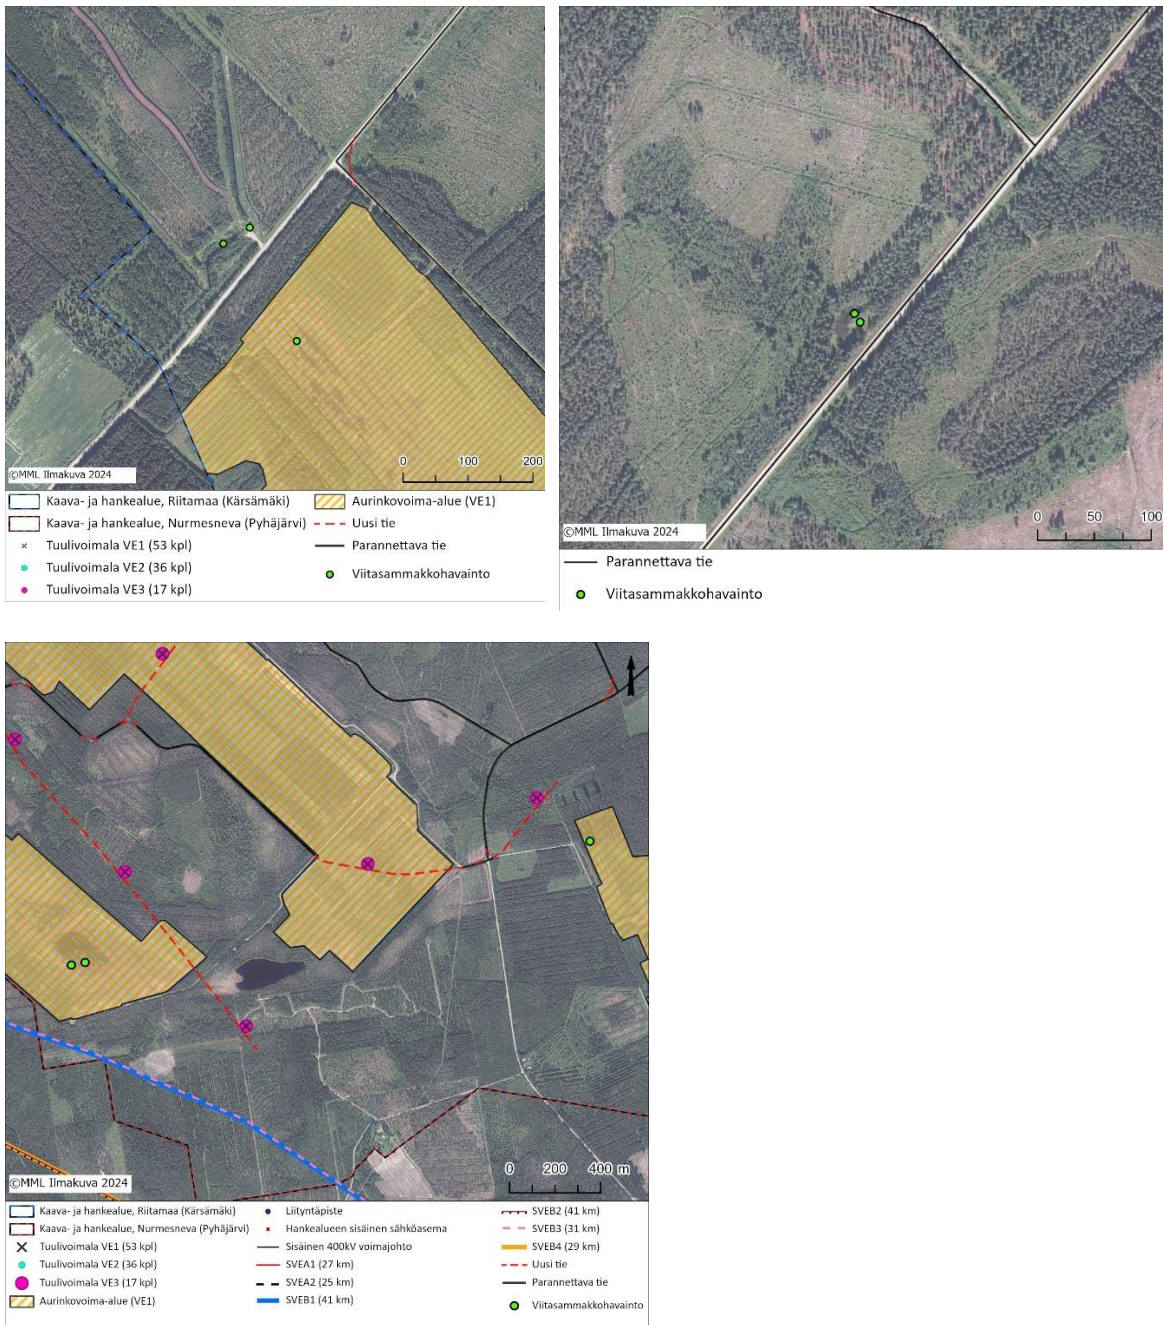 ©MML Ilmakuva 2024
0 100 200
Kaava- ja hankealue, Riitamaa (Kärsämäki)
Kaava- ja hankealue, Nurmesneva (Pyhäjärvi)
Tuulivoimala VE1 (53 kpl)
Tuulivoimala VE2 (36 kpl)
Tuulivoimala VE3 (17 kpl)
Aurinkovoima-alue (VE1)
Uusi tie
Parannettava tie
Viitasammakkohavainto
©MML Ilmakuva 2024
0 50 100
Parannettava tie
Viitasammakkohavainto
©MML Ilmakuva 2024
0 200 400 m
Kaava- ja hankealue, Riitamaa (Kärsämäki)
Kaava- ja hankealue, Nurmesneva (Pyhäjärvi)
Tuulivoimala VE1 (53 kpl)
Tuulivoimala VE2 (36 kpl)
Tuulivoimala VE3 (17 kpl)
Aurinkovoima-alue (VE1)
Liityntäpiste
Hankealueen sisäinen sähköasema
Sisäinen 400kV voimajohto
SVEA1 (27 km)
SVEA2 (25 km)
SVEB1 (41 km)
SVEB2 (41 km)
SVEB3 (31 km)
SVEB4 (29 km)
Uusi tie
Parannettava tie
Viitasammakkohavainto